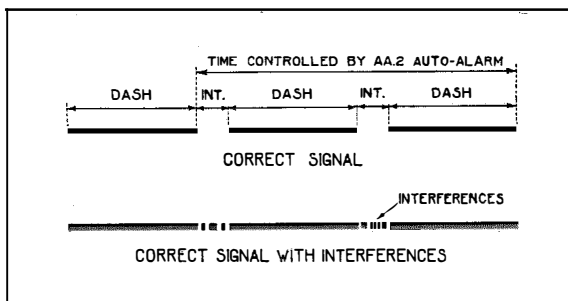 TIME CONTROLLED BY AA.2 AUTO-ALARM
DASH INT. DASH INT. DASH
CORRECT SIGNAL
INTERFERENCES
CORRECT SIGNAL WITH INTERFERENCES